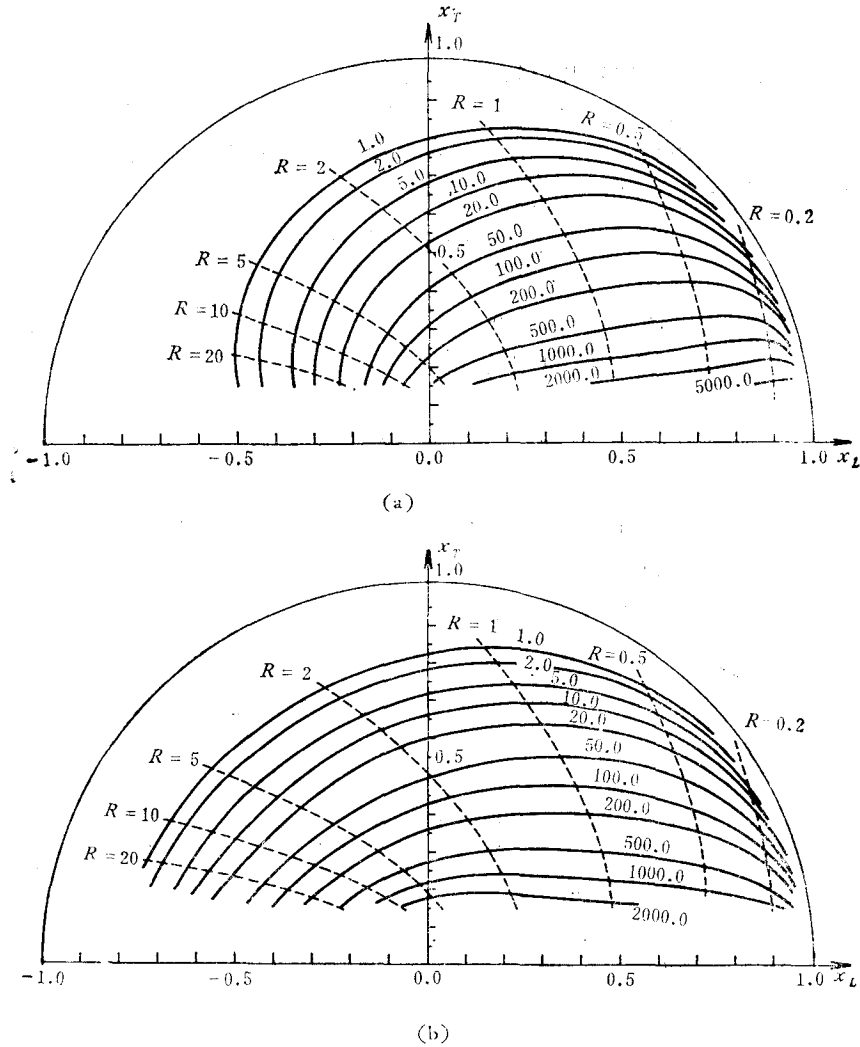 x_T
1.0
R = 1
R = 0.5
1.0
R = 2
2.0
5.0
10.0
R = 0.2
20.0
50.0
0.5
R = 5
100.0
200.0
R = 10
500.0
R = 20
1000.0
2000.0
5000.0
-1.0
-0.5
0.0
0.5
1.0
x_L
(a)
x_T
1.0
R = 1
1.0
R = 0.5
2.0
R = 2
5.0
10.0
R = 0.2
20.0
R = 5
0.5
50.0
100.0
R = 10
200.0
R = 20
500.0
1000.0
2000.0
-1.0
-0.5
0.0
0.5
1.0
x_L
(b)